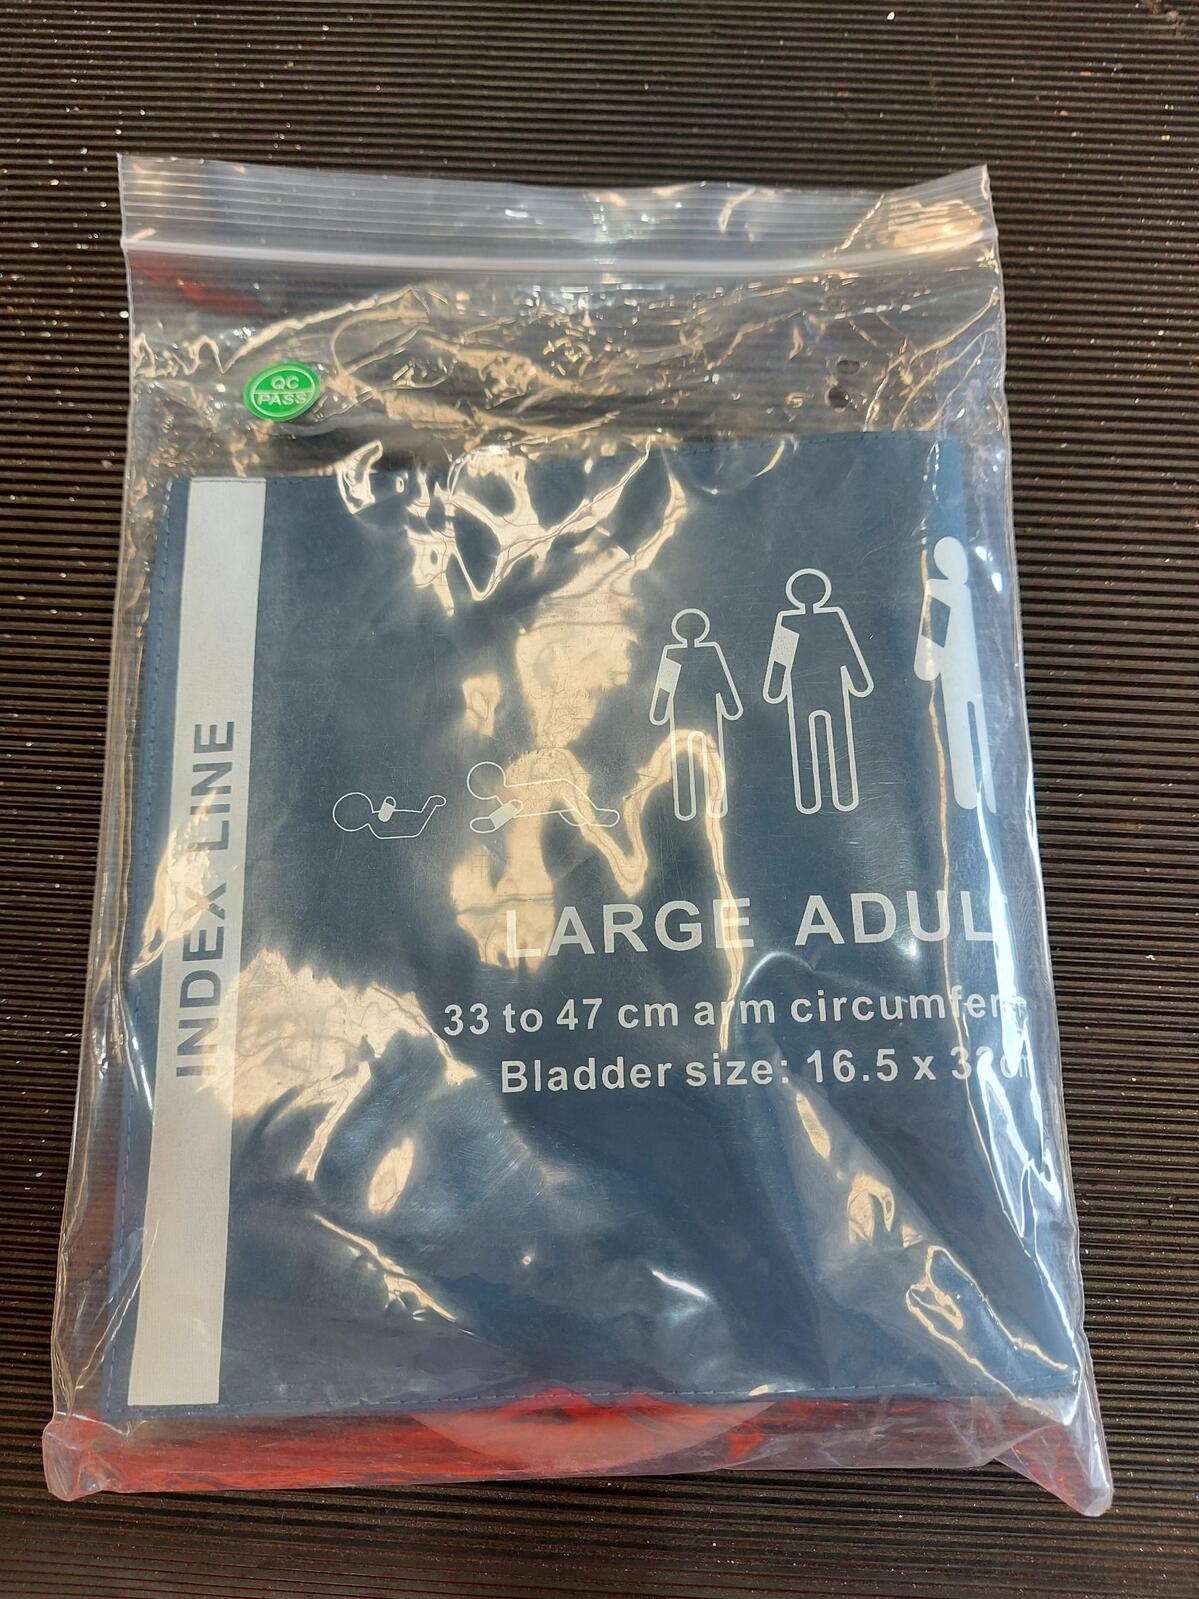 QC
PASS
INDEX LINE
LARGE ADUL
33 to 47 cm arm circumfer
Bladder size: 16.5 x